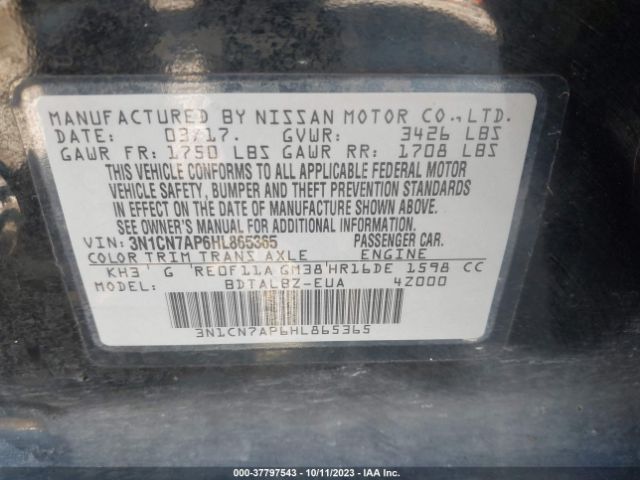 MANUFACTURED BY NISSAN MOTOR CO., LTD.
DATE: 03/17. GVWR: 3426 LBS
GAWR FR: 1750 LBS GAWR RR: 1708 LBS
THIS VEHICLE CONFORMS TO ALL APPLICABLE FEDERAL MOTOR
VEHICLE SAFETY, BUMPER AND THEFT PREVENTION STANDARDS
IN EFFECT ON THE DATE OF MANUFACTURE SHOWN ABOVE.
SEE OWNER'S MANUAL FOR ADDITIONAL INFORMATION.
VIN: 3N1CN7AP6HL865365 PASSENGER CAR.
COLOR TRIM TRANS AXLE ENGINE
KH3 G RE0F11A GM38 HR16DE 1598 CC
MODEL: BDTALBZ-EUA 4Z000
3N1CN7AP6HL865365
000-37797543 | 10/11/2023 | IAA Inc.